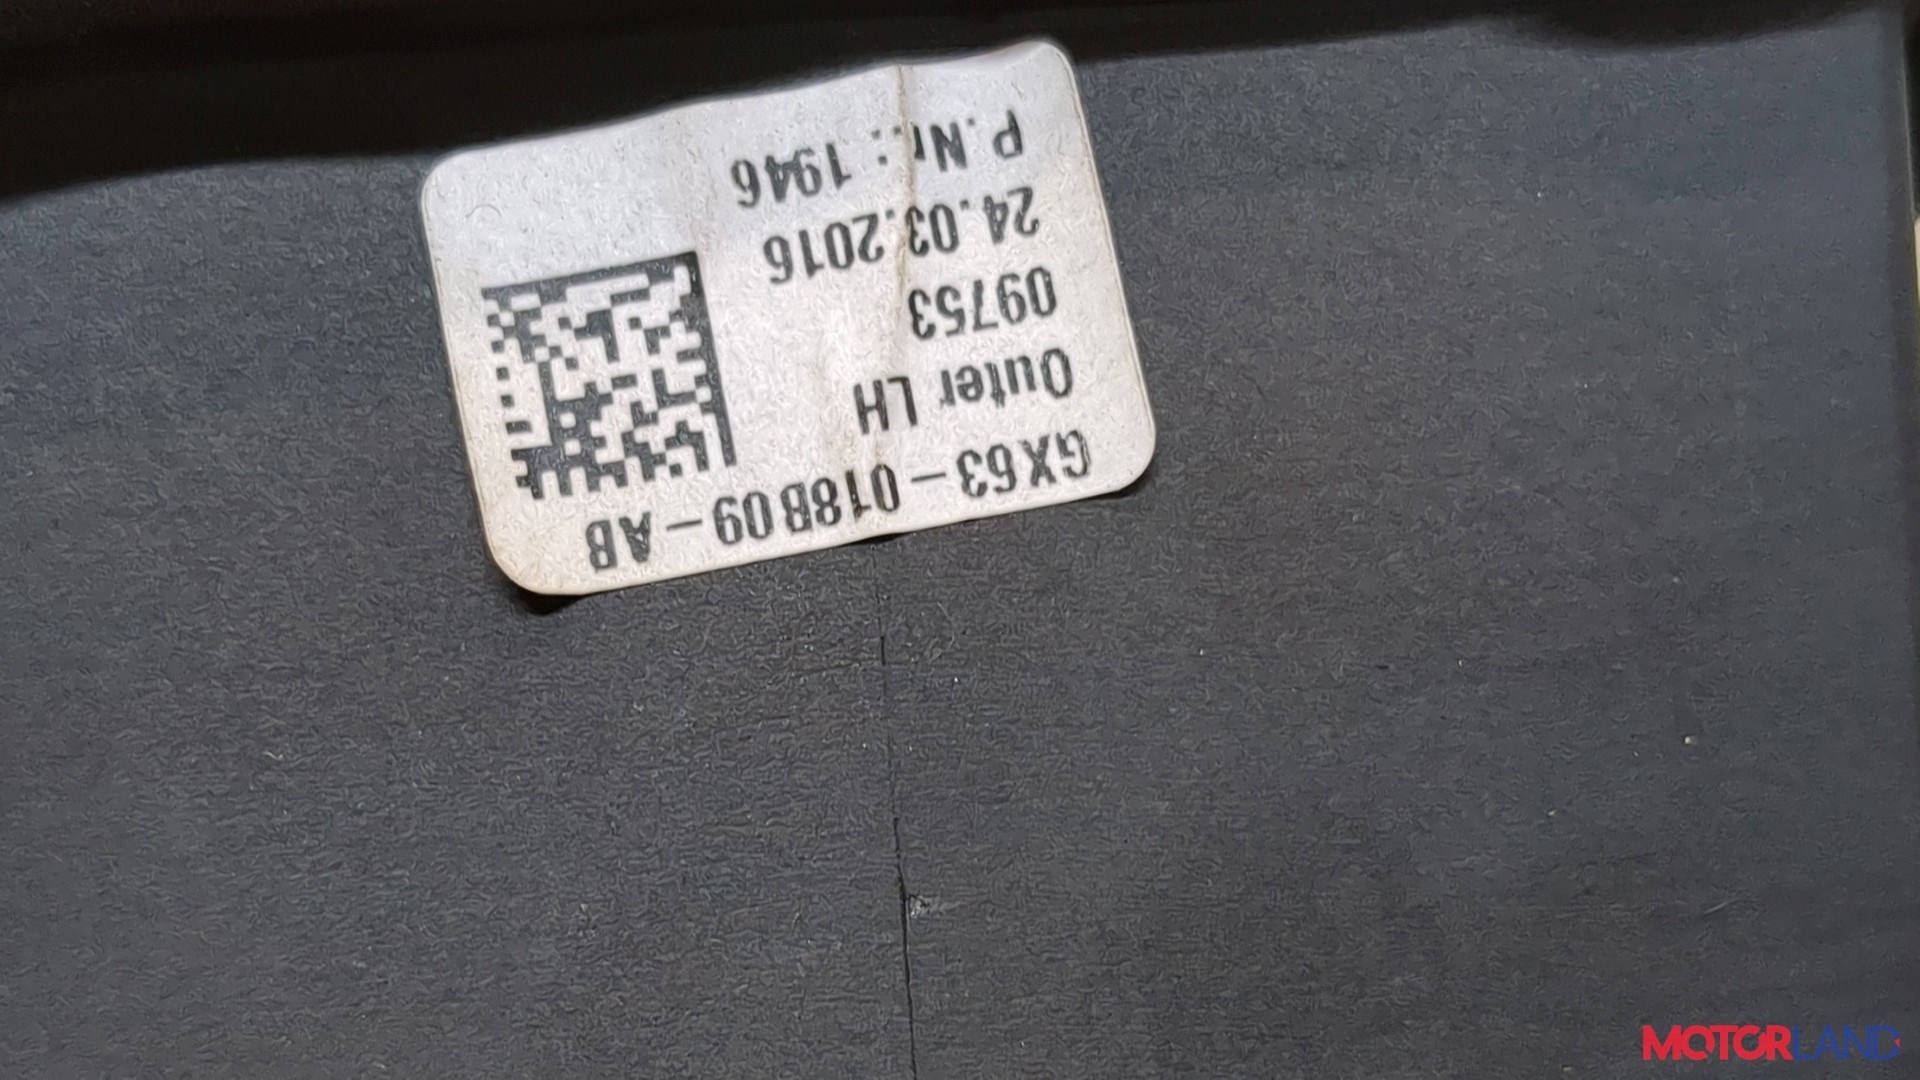 GX63-018B09-AB
Outer LH
09753
24.03.2016
P.Nr.: 1946
MOTORLAND